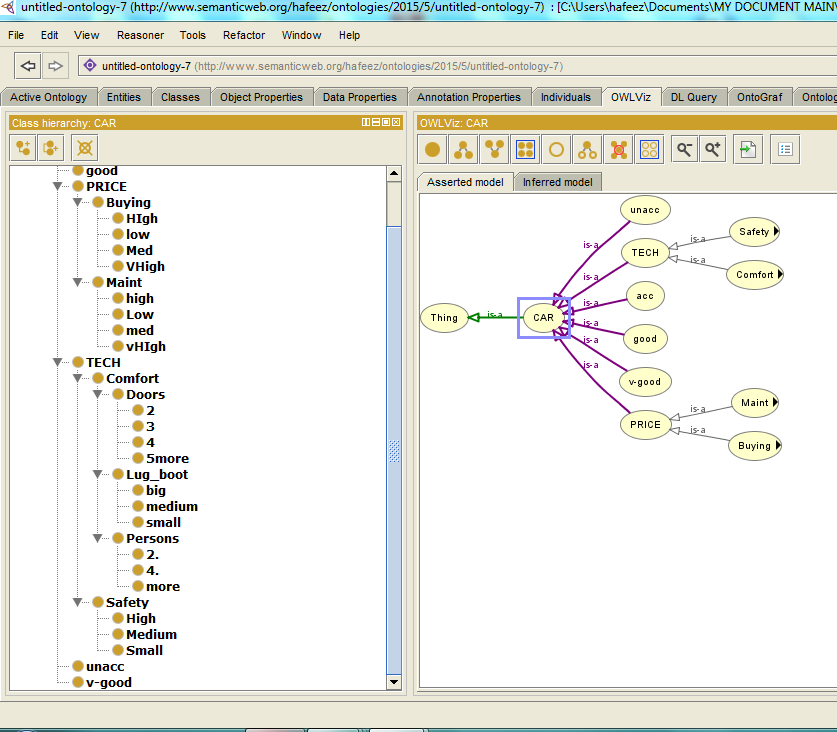 untitled-ontology-7 (http://www.semanticweb.org/hafeez/ontologies/2015/5/untitled-ontology-7) : [C:\Users\hafeez\Documents\MY DOCUMENT MAIN\
File Edit View Reasoner Tools Refactor Window Help
untitled-ontology-7 (http://www.semanticweb.org/hafeez/ontologies/2015/5/untitled-ontology-7)
Active Ontology Entities Classes Object Properties Data Properties Annotation Properties Individuals OWLViz DL Query OntoGraf Ontolog
Class hierarchy: CAR
good
PRICE
Buying
HIgh
low
Med
VHigh
Maint
high
Low
med
vHIgh
TECH
Comfort
Doors
2
3
4
5more
Lug_boot
big
medium
small
Persons
2.
4.
more
Safety
High
Medium
Small
unacc
v-good
OWLViz: CAR
Asserted model Inferred model
unacc
Safety
is-a
is-a
TECH
is-a
Comfort
is-a
acc
is-a
Thing
is-a
CAR
is-a
good
is-a
v-good
is-a
Maint
PRICE
is-a
is-a
Buying